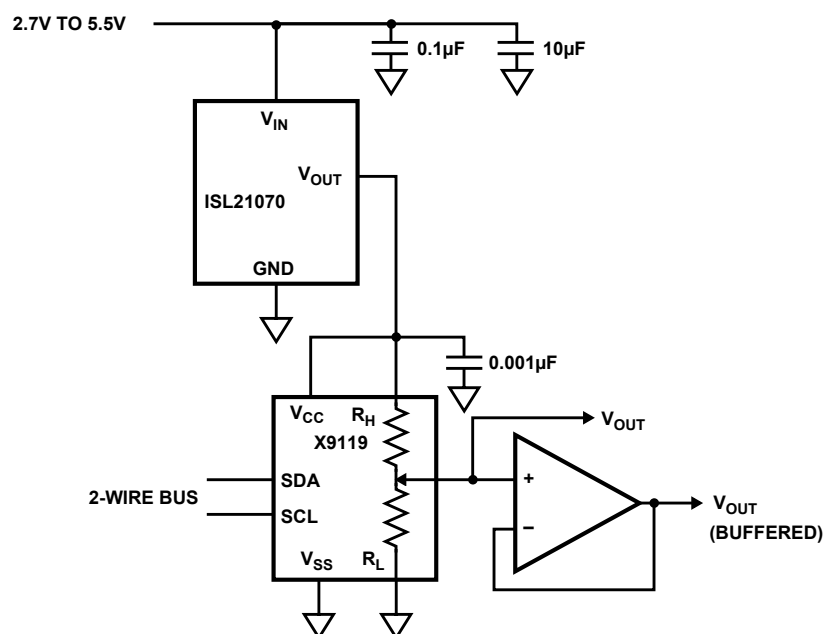 2.7V TO 5.5V
0.1µF
10µF
VIN
VOUT
ISL21070
GND
0.001µF
VCC
RH
X9119
VOUT
SDA
+
2-WIRE BUS
VOUT
(BUFFERED)
SCL
−
VSS
RL